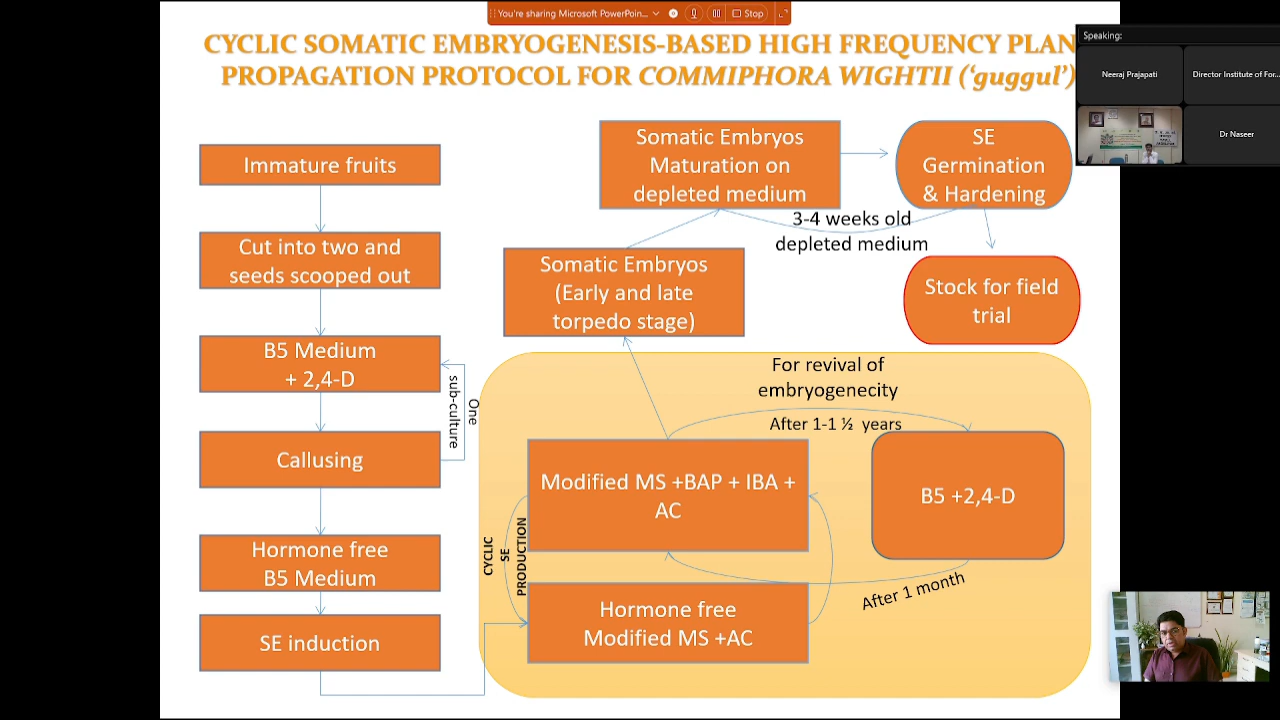 You're sharing Microsoft PowerPoin...
Stop
CYCLIC SOMATIC EMBRYOGENESIS-BASED HIGH FREQUENCY PLAN
PROPAGATION PROTOCOL FOR COMMIPHORA WIGHTII ('guggul')
Speaking:
Neeraj Prajapati
Director Institute of For...
Dr Naseer
Immature fruits
Cut into two and
seeds scooped out
B5 Medium
+ 2,4-D
One
sub-culture
Callusing
Hormone free
B5 Medium
SE induction
Somatic Embryos
Maturation on
depleted medium
SE
Germination
& Hardening
3-4 weeks old
depleted medium
Somatic Embryos
(Early and late
torpedo stage)
Stock for field
trial
For revival of
embryogenecity
After 1-1 ½ years
Modified MS +BAP + IBA +
AC
B5 +2,4-D
CYCLIC
SE
PRODUCTION
After 1 month
Hormone free
Modified MS +AC